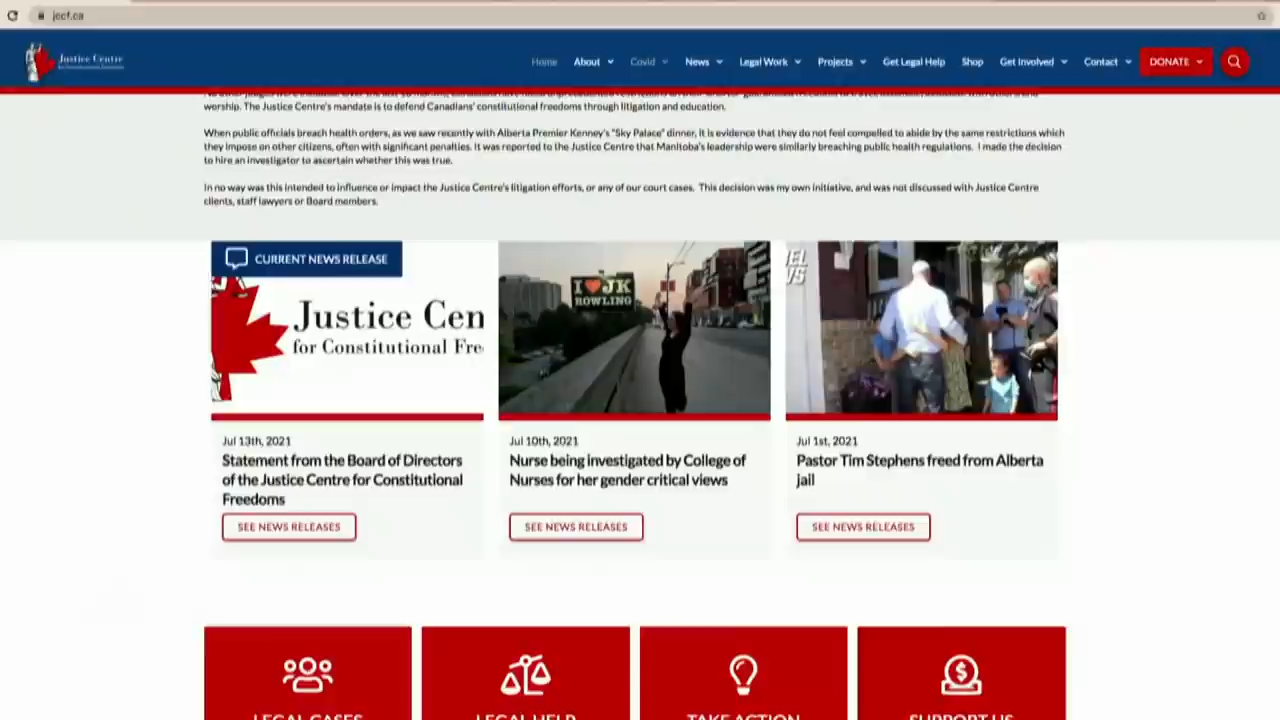 jccf.ca
Justice Centre
Home About Covid News Legal Work Projects Get Legal Help Shop Get Involved Contact DONATE
worship. The Justice Centre's mandate is to defend Canadians' constitutional freedoms through litigation and education.
When public officials breach health orders, as we saw recently with Alberta Premier Kenney's "Sky Palace" dinner, it is evidence that they do not feel compelled to abide by the same restrictions which
they impose on other citizens, often with significant penalties. It was reported to the Justice Centre that Manitoba's leadership were similarly breaching public health regulations. I made the decision
to hire an investigator to ascertain whether this was true.
In no way was this intended to influence or impact the Justice Centre's litigation efforts, or any of our court cases. This decision was my own initiative, and was not discussed with Justice Centre
clients, staff lawyers or Board members.
CURRENT NEWS RELEASE
Justice Cen
for Constitutional Fre
I ❤ JK
ROWLING
EL
VS
Jul 13th, 2021
Statement from the Board of Directors
of the Justice Centre for Constitutional
Freedoms
SEE NEWS RELEASES
Jul 10th, 2021
Nurse being investigated by College of
Nurses for her gender critical views
SEE NEWS RELEASES
Jul 1st, 2021
Pastor Tim Stephens freed from Alberta
jail
SEE NEWS RELEASES
LEGAL CASES
LEGAL HELP
TAKE ACTION
SUPPORT US